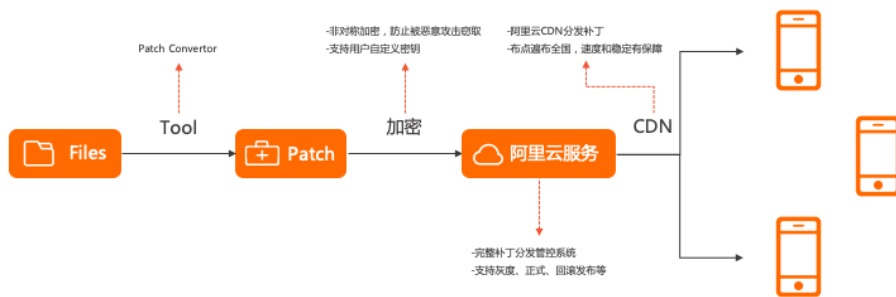 -非对称加密，防止被恶意攻击窃取
-支持用户自定义密钥
-阿里云CDN分发补丁
-布点遍布全国，速度和稳定有保障
Patch Convertor
Tool
加密
CDN
Files
Patch
阿里云服务
-完整补丁分发管控系统
-支持灰度、正式、回滚发布等